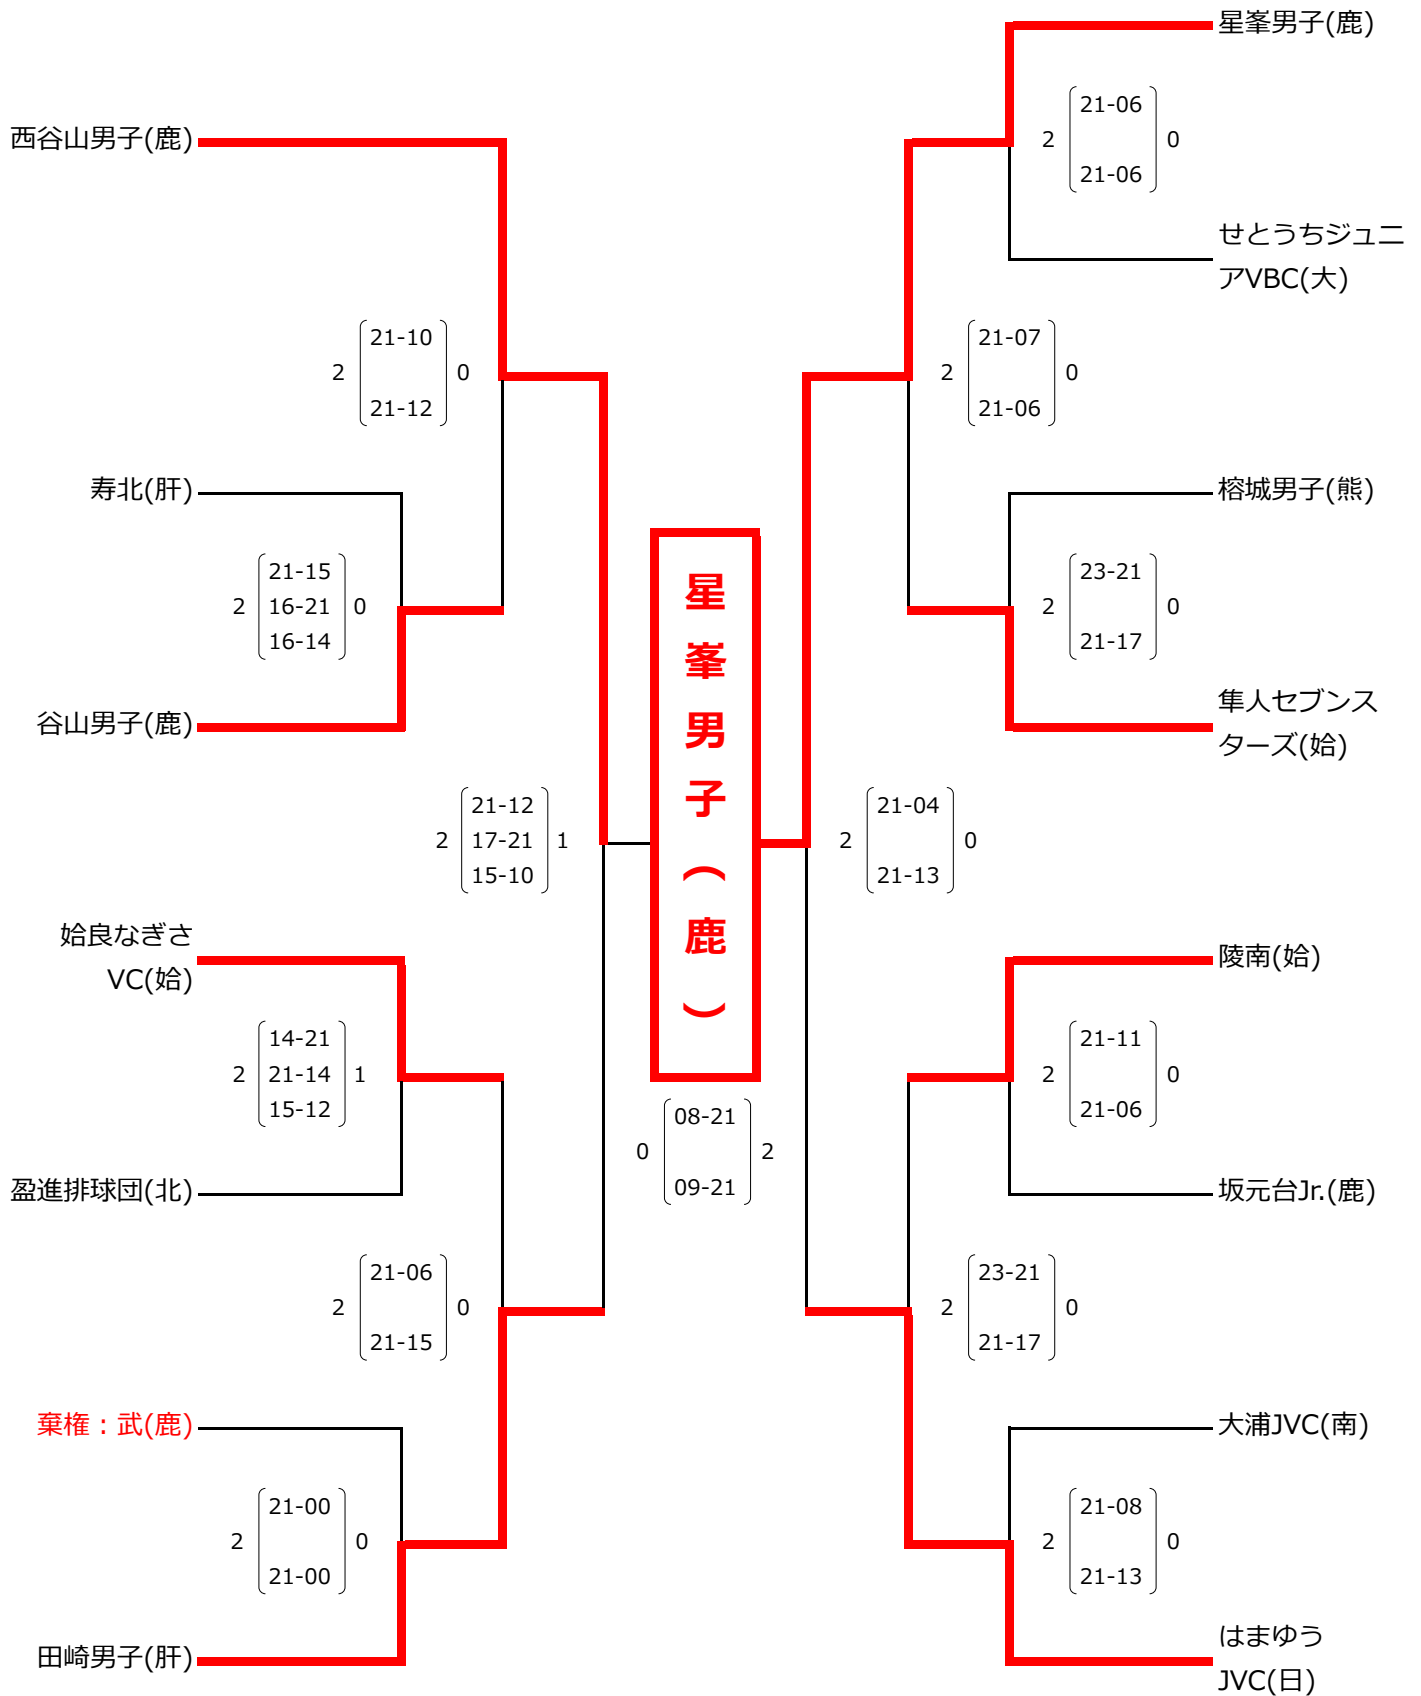 星峯男子(鹿)
21-06
2 0
21-06
西谷山男子(鹿)
せとうちジュニ
アVBC(大)
21-10
2 0
21-12
21-07
2 0
21-06
寿北(肝)
榕城男子(熊)
21-15
2 16-21 0
16-14
23-21
2 0
21-17
谷山男子(鹿)
隼人セブンス
ターズ(姶)
星峯男子(鹿)
21-12
2 17-21 1
15-10
21-04
2 0
21-13
姶良なぎさ
VC(姶)
陵南(姶)
14-21
2 21-14 1
15-12
21-11
2 0
21-06
08-21
0 2
09-21
盈進排球団(北)
坂元台Jr.(鹿)
21-06
2 0
21-15
23-21
2 0
21-17
棄権：武(鹿)
大浦JVC(南)
21-00
2 0
21-00
21-08
2 0
21-13
田崎男子(肝)
はまゆう
JVC(日)